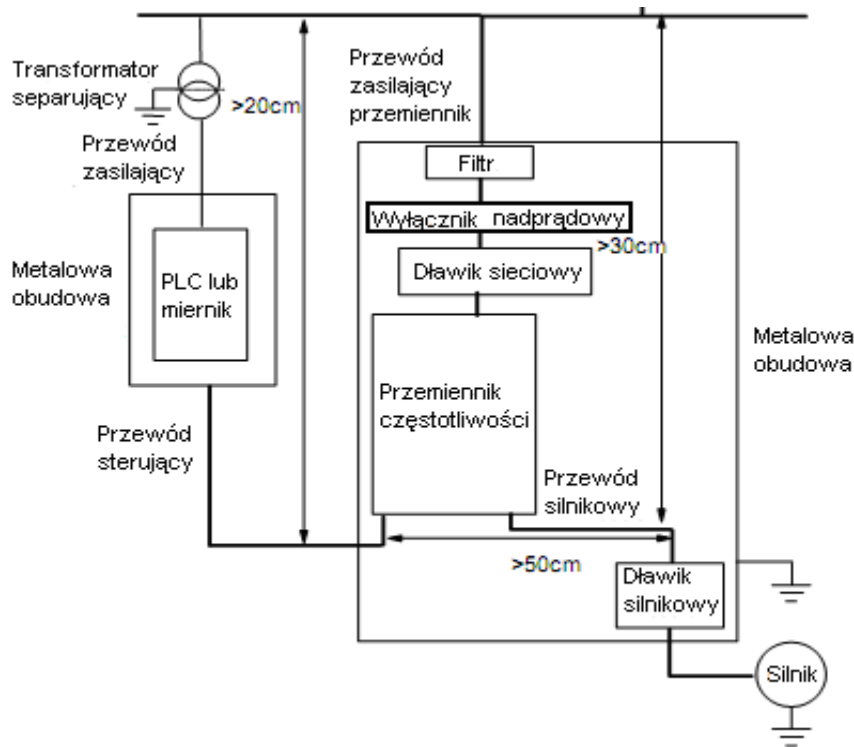 Transformator
separujący
>20cm
Przewód
zasilający
przemiennik
Przewód
zasilający
Filtr
Wyłącznik nadprądowy
>30cm
Dławik sieciowy
Metalowa
obudowa
PLC lub
miernik
Metalowa
obudowa
Przemiennik
częstotliwości
Przewód
sterujący
Przewód
silnikowy
>50cm
Dławik
silnikowy
Silnik